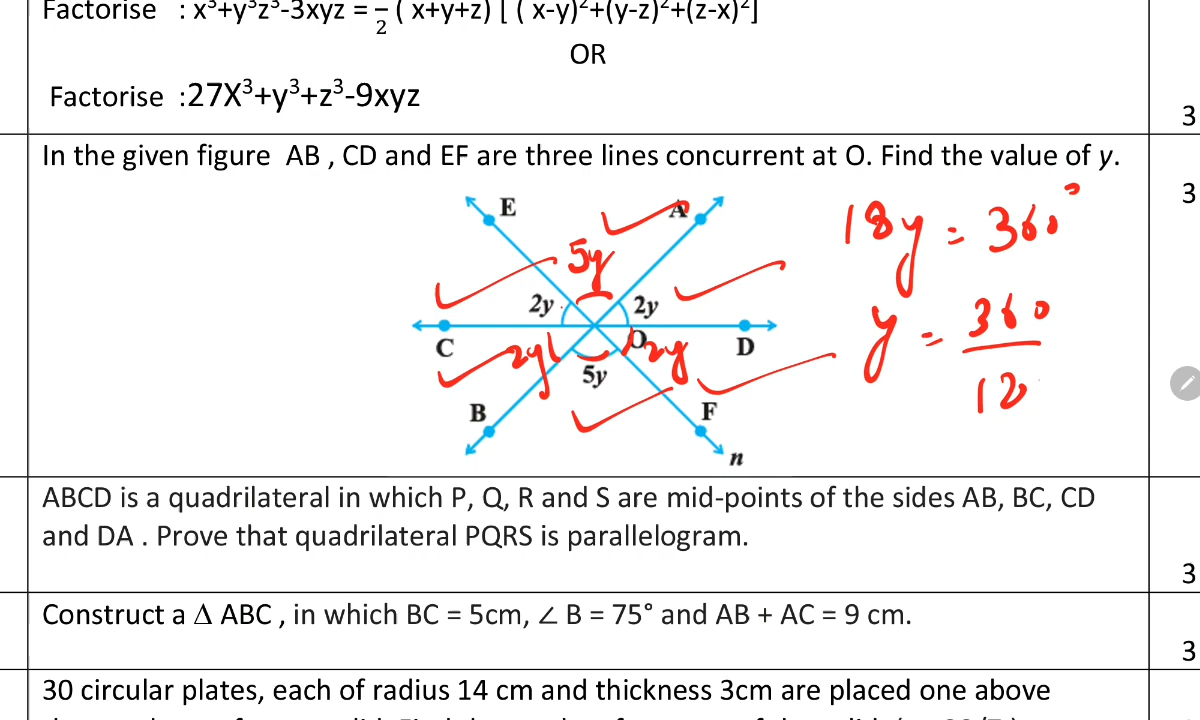 Factorise : x³+y³z³-3xyz = –/2 ( x+y+z) [ ( x-y)²+(y-z)²+(z-x)²]
OR
Factorise :27X³+y³+z³-9xyz
3
In the given figure AB , CD and EF are three lines concurrent at O. Find the value of y.
3
E
A
5y
18y = 360°
2y
2y
C
O
D
y = 360/18
2y
2y
5y
B
F
n
ABCD is a quadrilateral in which P, Q, R and S are mid-points of the sides AB, BC, CD
and DA . Prove that quadrilateral PQRS is parallelogram.
3
Construct a Δ ABC , in which BC = 5cm, ∠ B = 75° and AB + AC = 9 cm.
3
30 circular plates, each of radius 14 cm and thickness 3cm are placed one above